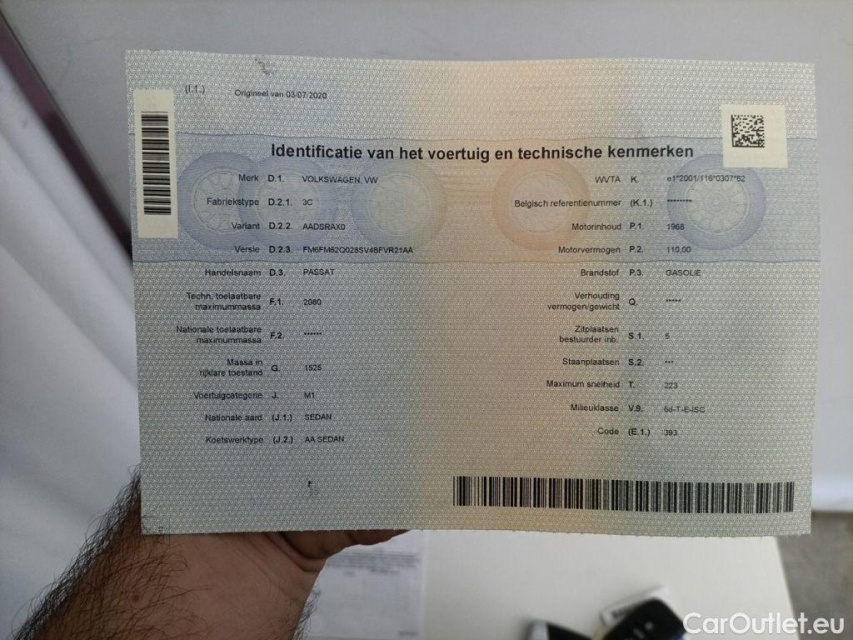 (I.1.) Origineel van 03/07/2020
Identificatie van het voertuig en technische kenmerken
Merk D.1. VOLKSWAGEN, VW
Fabriekstype D.2.1. 3C
Variant D.2.2. AADSRAX0
Versie D.2.3. FM6FM62Q028SV4BFVR21AA
Handelsnaam D.3. PASSAT
Techn. toelaatbare
maximummassa F.1. 2080
Nationale toelaatbare
maximummassa F.2. ******
Massa in
rijklare toestand G. 1525
Voertuigcategorie J. M1
Nationale aard (J.1.) SEDAN
Koetswerktype (J.2.) AA SEDAN
WVTA K. e1*2001/116*0307*62
Belgisch referentienummer (K.1.) ********
Motorinhoud P.1. 1968
Motorvermogen P.2. 110,00
Brandstof P.3. GASOLIE
Verhouding
vermogen/gewicht Q. *****
Zitplaatsen
bestuurder inb. S.1. 5
Staanplaatsen S.2. ***
Maximum snelheid T. 223
Milieuklasse V.9. 6d-T-E-ISC
Code (E.1.) 393
CarOutlet.eu